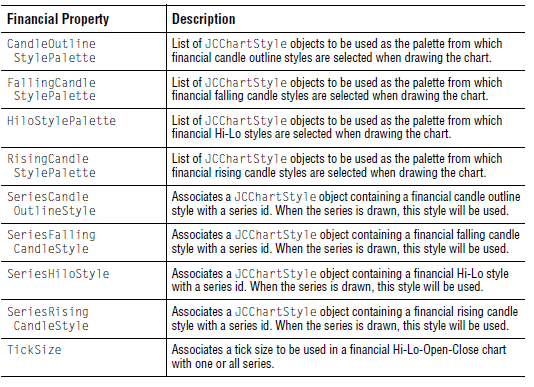 Financial Property Description
CandleOutline List of JCChartStyle objects to be used as the palette from which
StylePalette financial candle outline styles are selected when drawing the chart.
FallingCandle List of JCChartStyle objects to be used as the palette from which
StylePalette financial falling candle styles are selected when drawing the chart.
HiloStylePalette List of JCChartStyle objects to be used as the palette from which
financial Hi-Lo styles are selected when drawing the chart.
RisingCandle List of JCChartStyle objects to be used as the palette from which
StylePalette financial rising candle styles are selected when drawing the chart.
SeriesCandle Associates a JCChartStyle object containing a financial candle outline
OutlineStyle style with a series id. When the series is drawn, this style will be used.
SeriesFalling Associates a JCChartStyle object containing a financial falling candle
CandleStyle style with a series id. When the series is drawn, this style will be used.
SeriesHiloStyle Associates a JCChartStyle object containing a financial Hi-Lo style
with a series id. When the series is drawn, this style will be used.
SeriesRising Associates a JCChartStyle object containing a financial rising candle
CandleStyle style with a series id. When the series is drawn, this style will be used.
TickSize Associates a tick size to be used in a financial Hi-Lo-Open-Close chart
with one or all series.